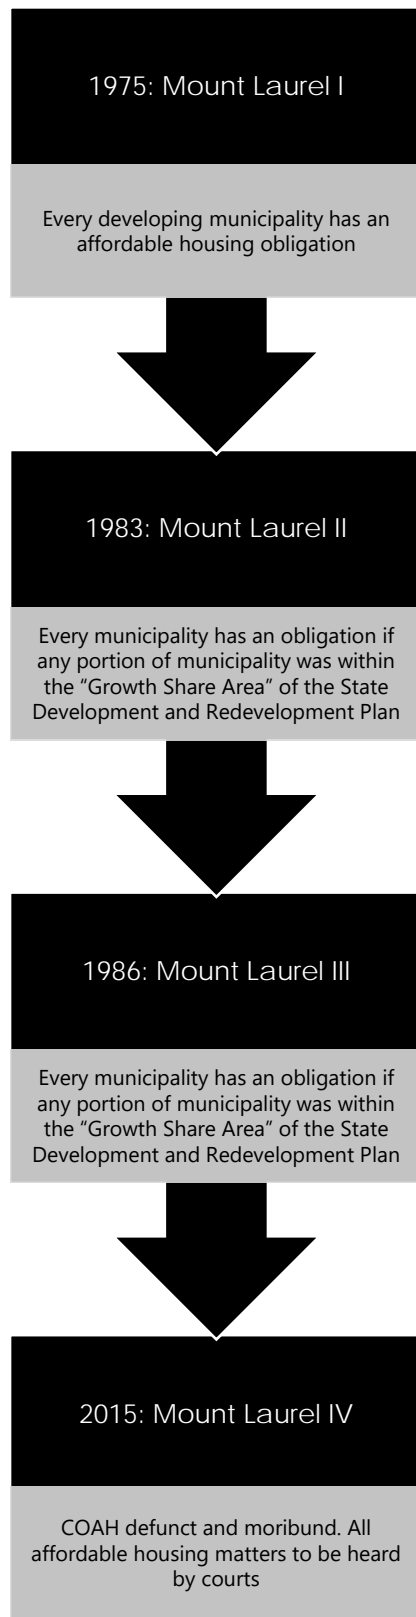 1975: Mount Laurel I
Every developing municipality has an
affordable housing obligation
1983: Mount Laurel II
Every municipality has an obligation if
any portion of municipality was within
the “Growth Share Area” of the State
Development and Redevelopment Plan
1986: Mount Laurel III
Every municipality has an obligation if
any portion of municipality was within
the “Growth Share Area” of the State
Development and Redevelopment Plan
2015: Mount Laurel IV
COAH defunct and moribund. All
affordable housing matters to be heard
by courts